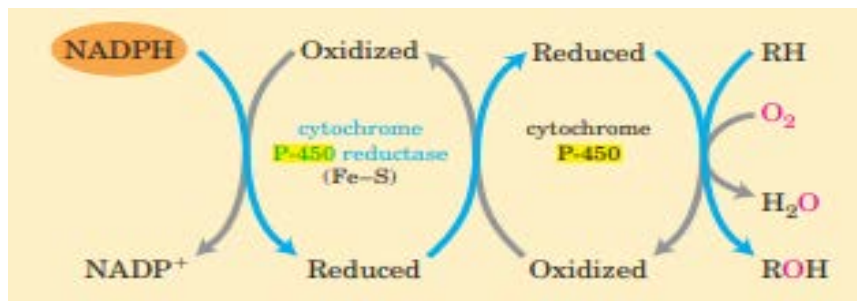 NADPH Oxidized Reduced RH
O₂
cytochrome cytochrome
P-450 reductase P-450
(Fe–S)
H₂O
NADP⁺ Reduced Oxidized ROH